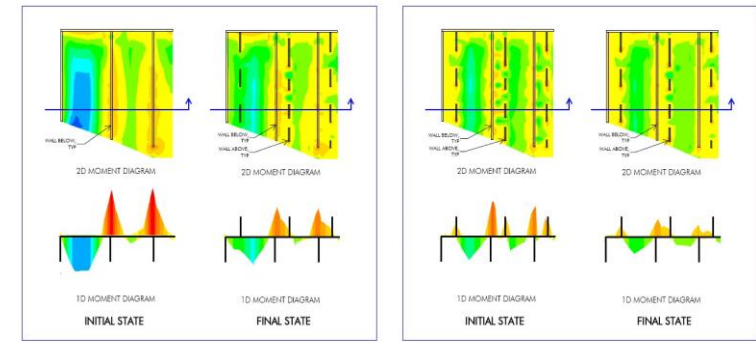 WALL BELOW,
TYP
2D MOMENT DIAGRAM
1D MOMENT DIAGRAM
INITIAL STATE
WALL BELOW,
TYP
WALL ABOVE,
TYP
2D MOMENT DIAGRAM
1D MOMENT DIAGRAM
FINAL STATE
WALL BELOW,
TYP
WALL ABOVE,
TYP
2D MOMENT DIAGRAM
1D MOMENT DIAGRAM
INITIAL STATE
WALL BELOW,
TYP
WALL ABOVE,
TYP
2D MOMENT DIAGRAM
1D MOMENT DIAGRAM
FINAL STATE